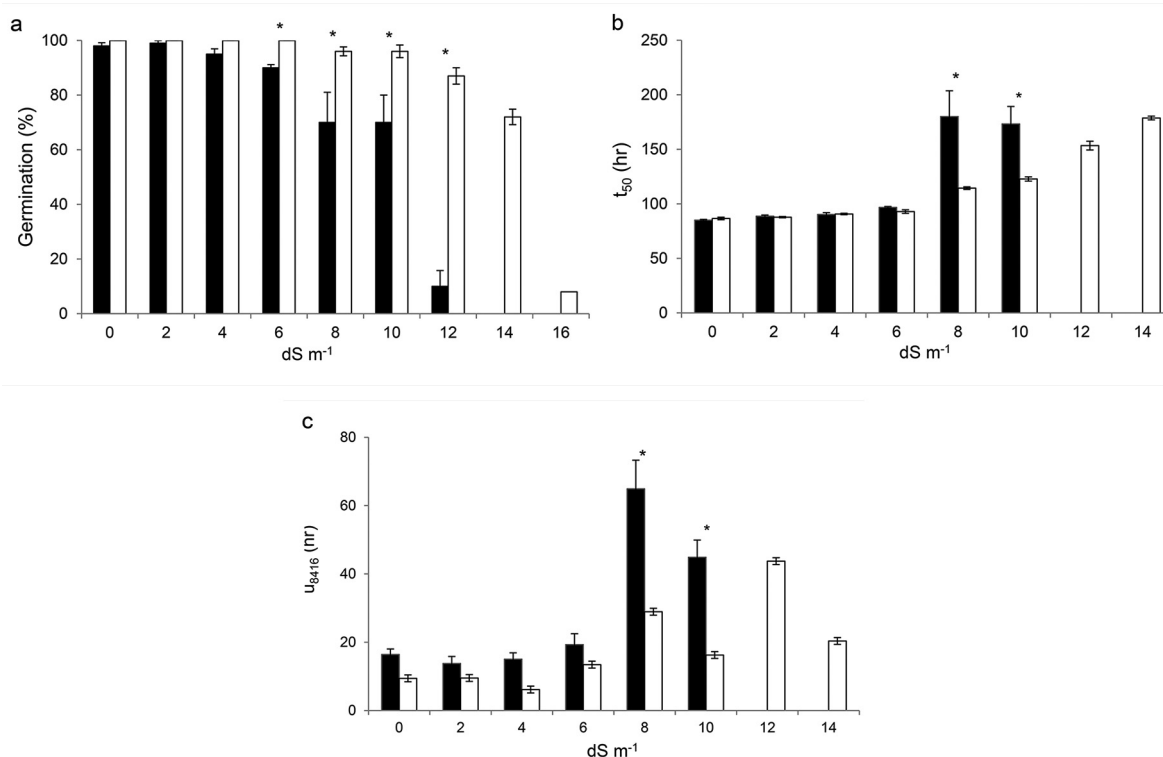 a
* * * *
100
80
60
40
20
0
Germination (%)
0 2 4 6 8 10 12 14 16
dS m⁻¹
b
* *
250
200
150
100
50
0
t₅₀ (hr)
0 2 4 6 8 10 12 14
dS m⁻¹
c
* *
80
60
40
20
0
u₈₄₁₆ (nr)
0 2 4 6 8 10 12 14
dS m⁻¹